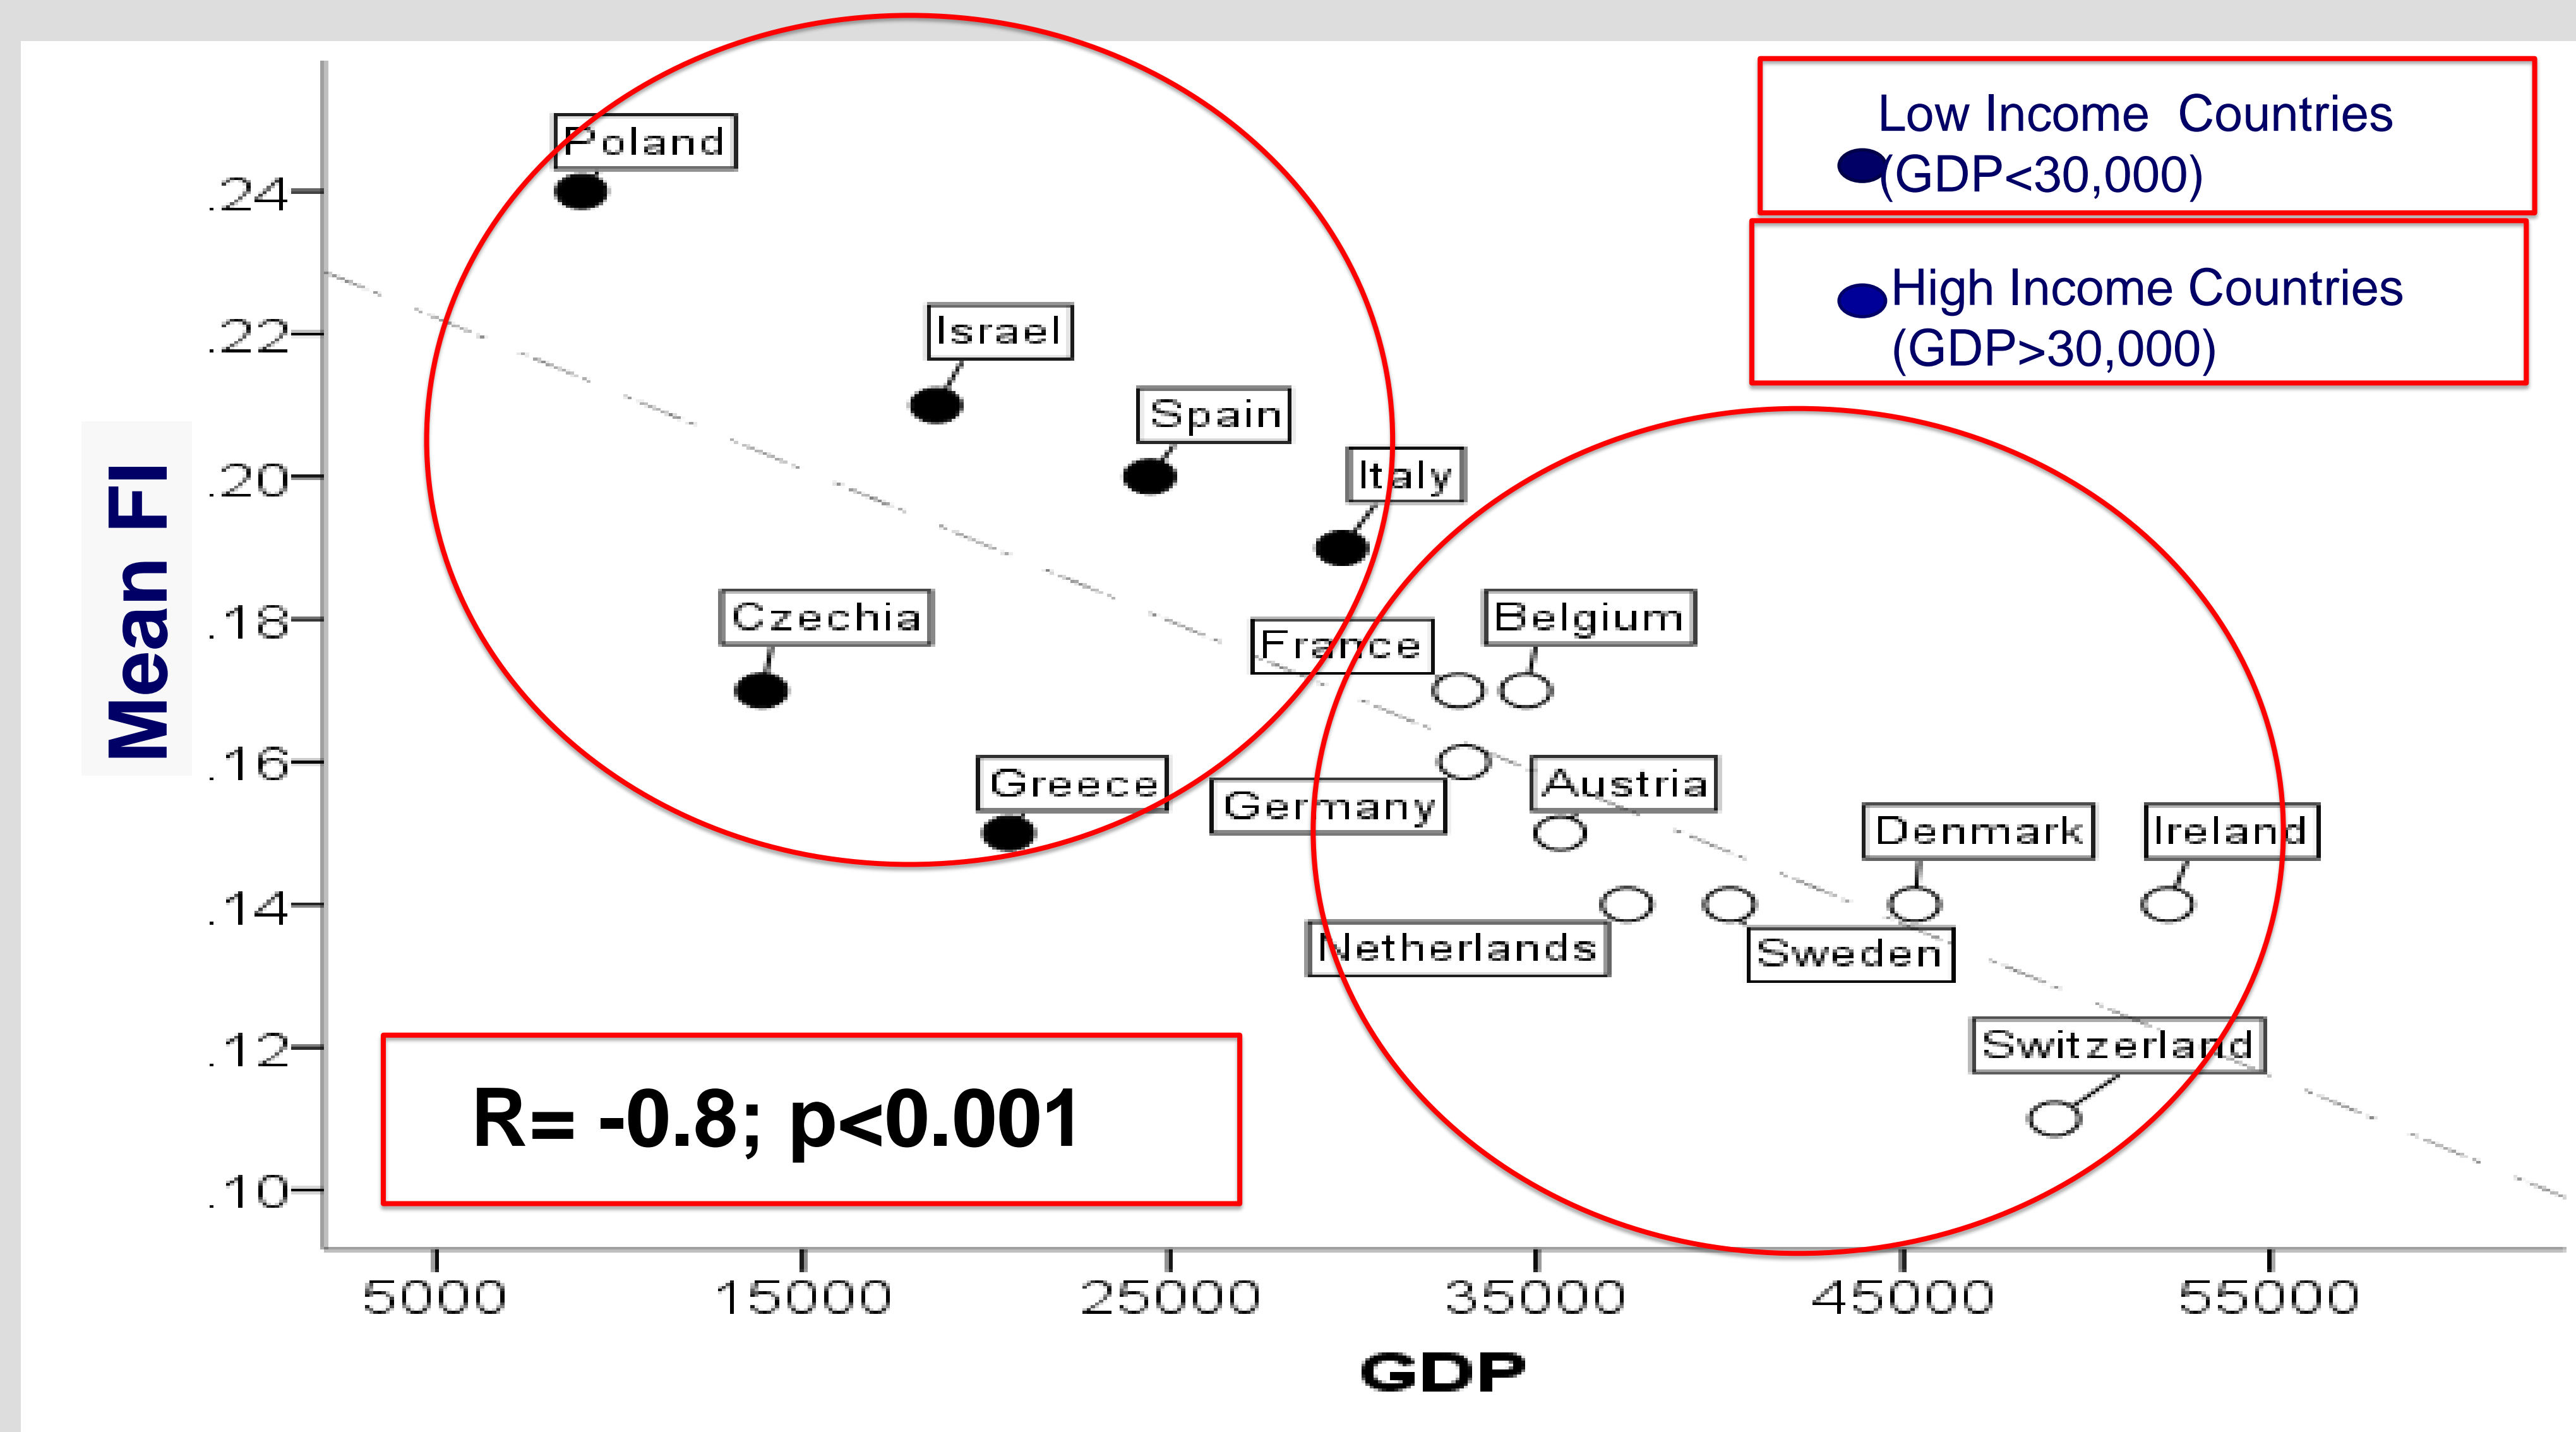 Low Income  Countries
(GDP<30,000)
High Income Countries
(GDP>30,000)
Mean FI
.24
.22
.20
.18
.16
.14
.12
.10
Poland
Israel
Spain
Italy
Czechia
France
Belgium
Greece
Germany
Austria
Denmark
Ireland
Netherlands
Sweden
Switzerland
R= -0.8; p<0.001
5000
15000
25000
35000
45000
55000
GDP